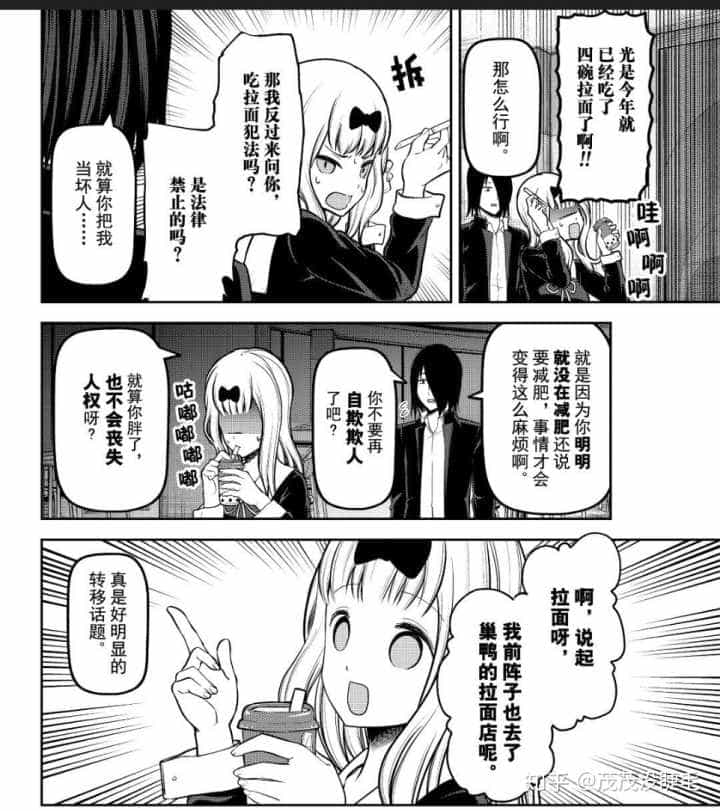 光是今年就
已经吃了
四碗拉面了啊!!
那怎么行啊。
哇
啊
啊
啊
拆
那我反过来问你,
吃拉面犯法吗?
是法律
禁止的吗?
就算你把我
当坏人……
就是因为你明明
就没在减肥还说
要减肥,事情才会
变得这么麻烦啊。
你不要再
自欺欺人
了吧?
咕
嘟
嘟
嘟
就算你胖了,
也不会丧失
人权呀?
啊,说起
拉面呀,
我前阵子也去了
巢鸭的拉面店呢。
真是好明显的
转移话题。
知乎 @茂茂没睡毛